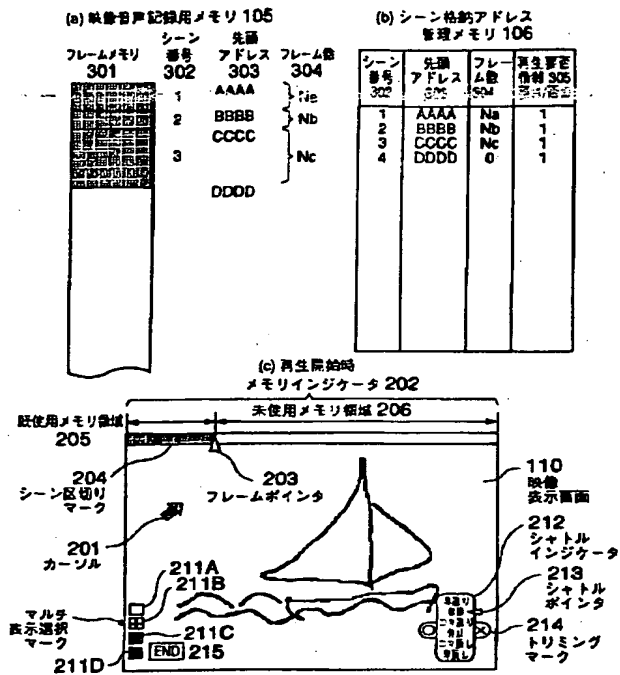 (a) 映像音声記録用メモリ 105
フレームメモリ
301
シーン
番号
302
先頭
アドレス
303
フレーム数
304
1 AAAA Na
2 BBBB Nb
CCCC
3 Nc
DDDD
(b) シーン格納アドレス
管理メモリ 106
シーン
番号
302
先頭
アドレス
303
フレー
ム数
304
再生要否
情報 305
1 AAAA Na 1
2 BBBB Nb 1
3 CCCC Nc 1
4 DDDD 0 1
(c) 再生開始時
メモリインジケータ 202
既使用メモリ領域
205
未使用メモリ領域 206
204
シーン区切り
マーク
203
フレームポインタ
201
カーソル
110
映像
表示画面
212
シャトル
インジケータ
213
シャトル
ポインタ
214
トリミング
マーク
211A
211B
マルチ
表示選択
マーク
211C
211D
END 215